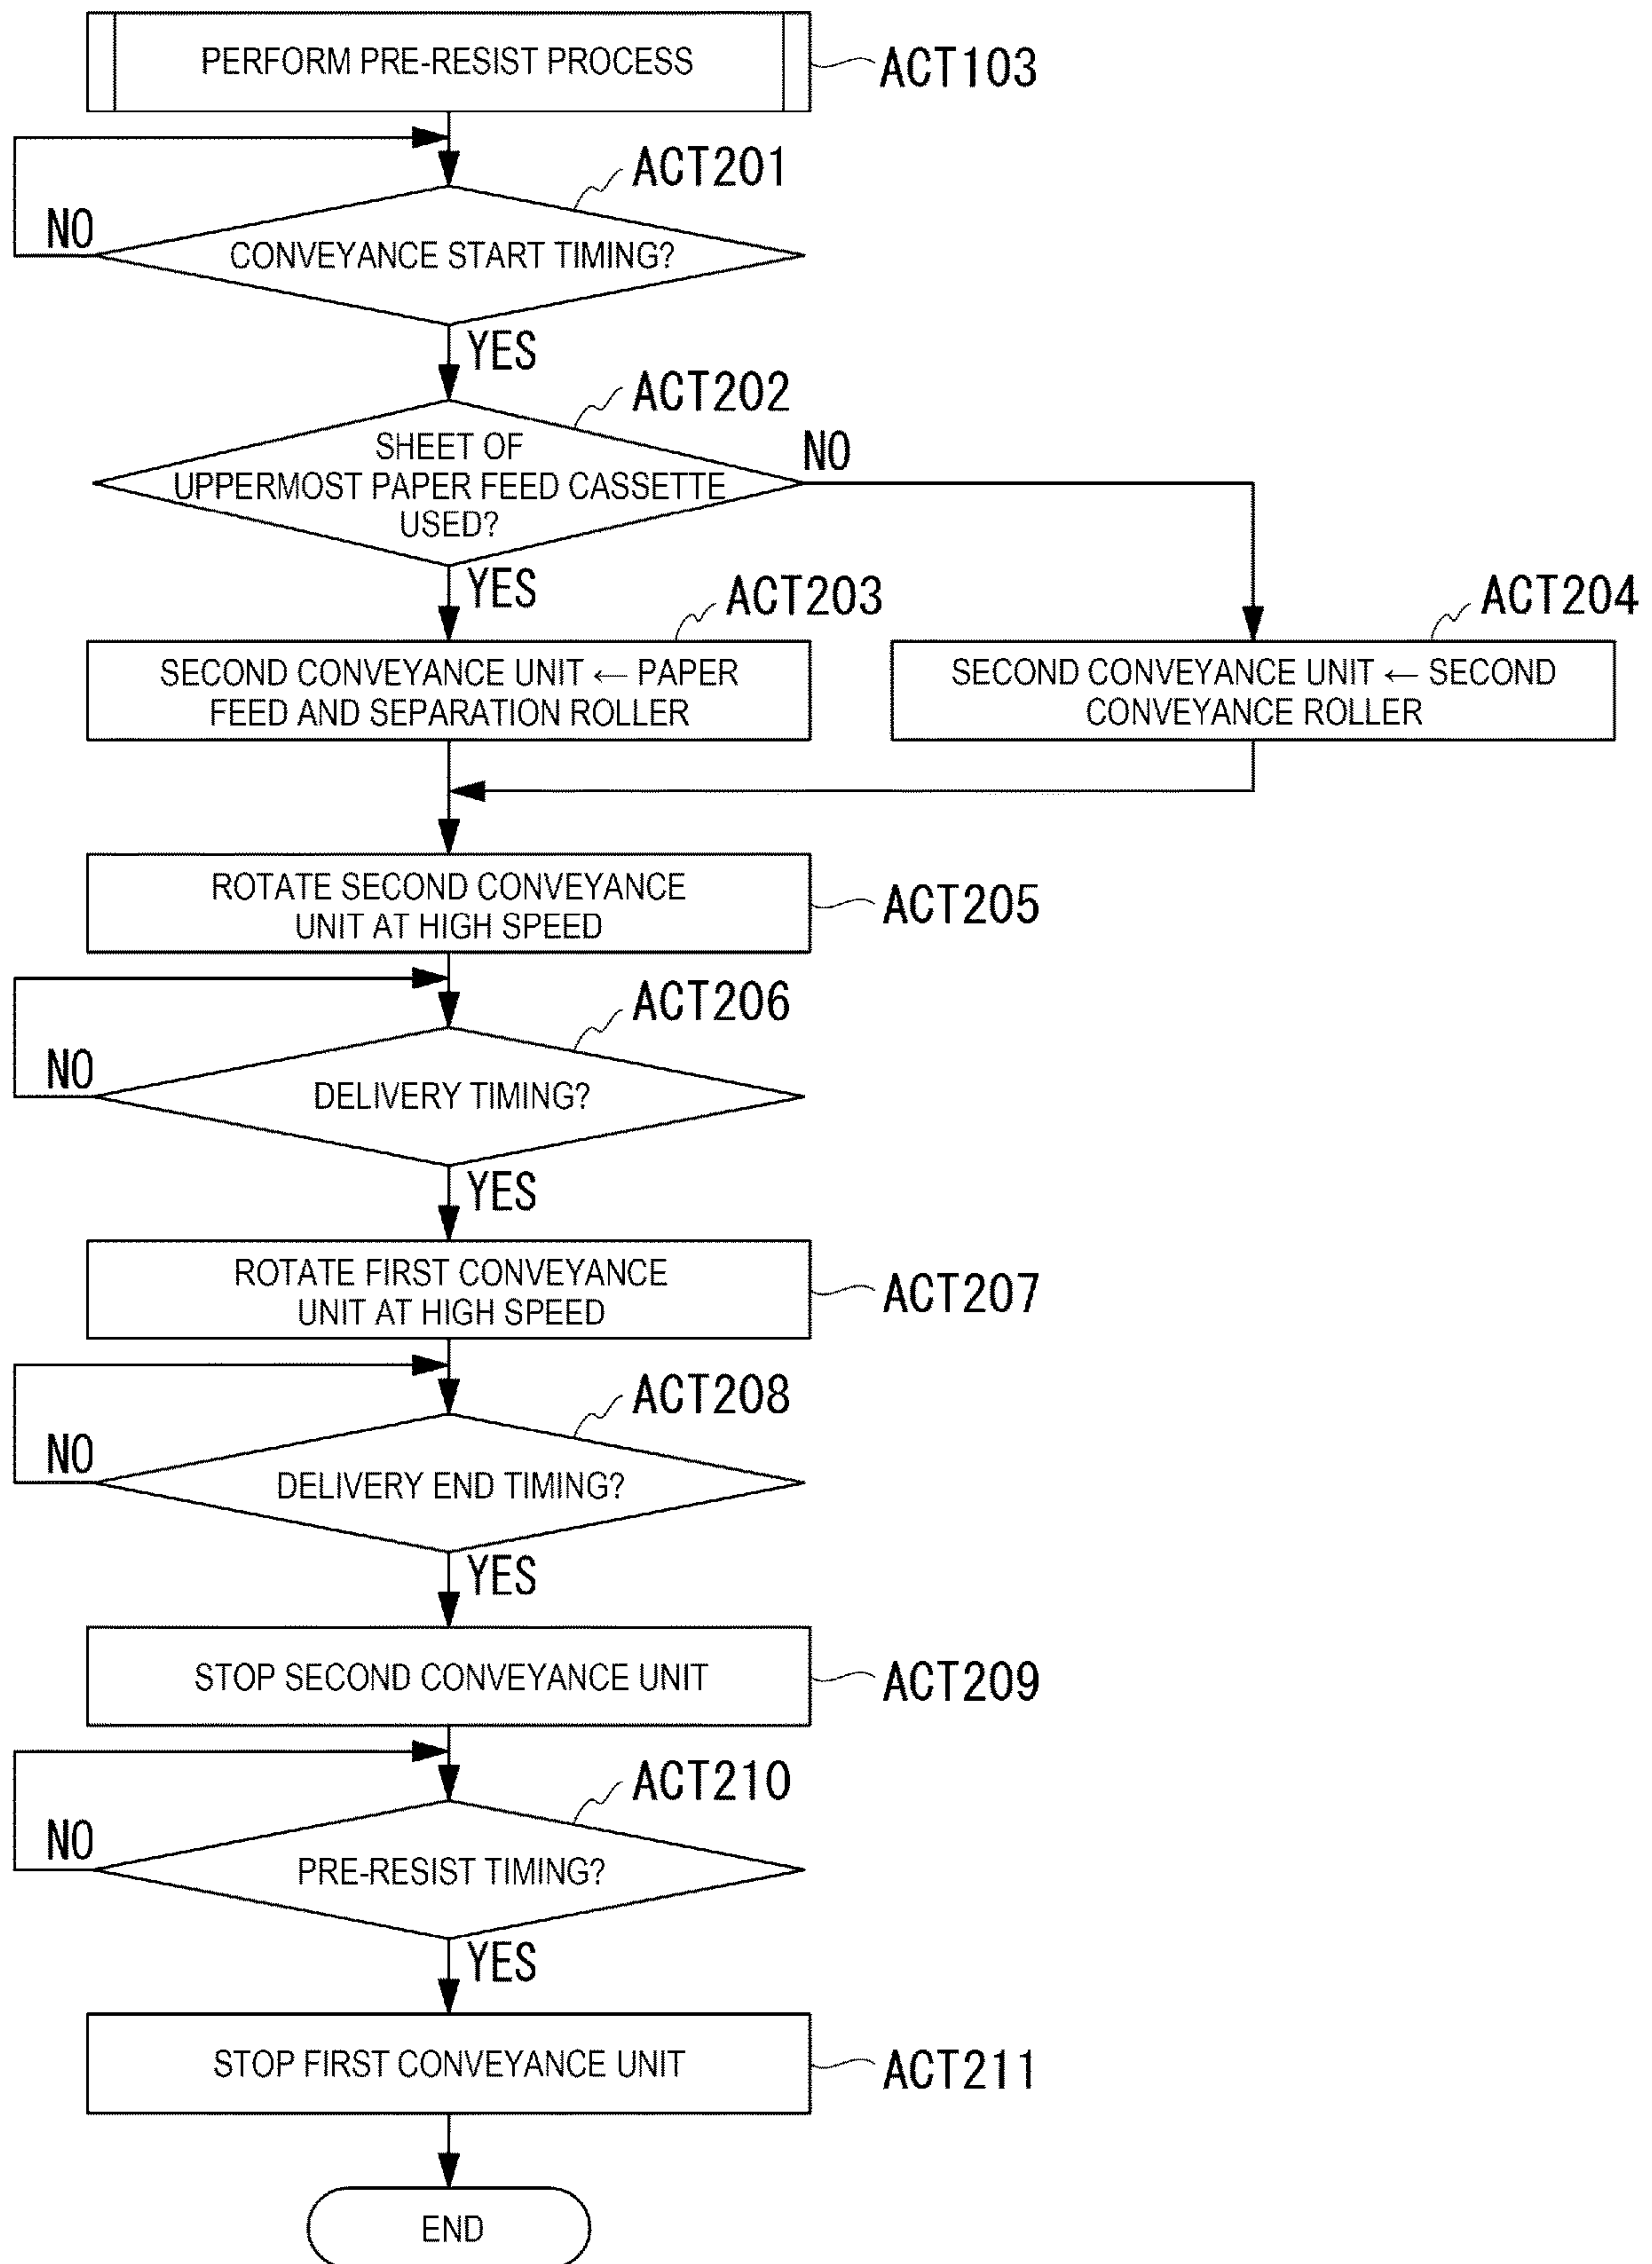 PERFORM PRE-RESIST PROCESS
ACT103
ACT201
NO
CONVEYANCE START TIMING?
YES
ACT202
SHEET OF
UPPERMOST PAPER FEED CASSETTE
USED?
NO
YES
ACT203
ACT204
SECOND CONVEYANCE UNIT ← PAPER
FEED AND SEPARATION ROLLER
SECOND CONVEYANCE UNIT ← SECOND
CONVEYANCE ROLLER
ROTATE SECOND CONVEYANCE
UNIT AT HIGH SPEED
ACT205
ACT206
NO
DELIVERY TIMING?
YES
ROTATE FIRST CONVEYANCE
UNIT AT HIGH SPEED
ACT207
ACT208
NO
DELIVERY END TIMING?
YES
STOP SECOND CONVEYANCE UNIT
ACT209
ACT210
NO
PRE-RESIST TIMING?
YES
STOP FIRST CONVEYANCE UNIT
ACT211
END